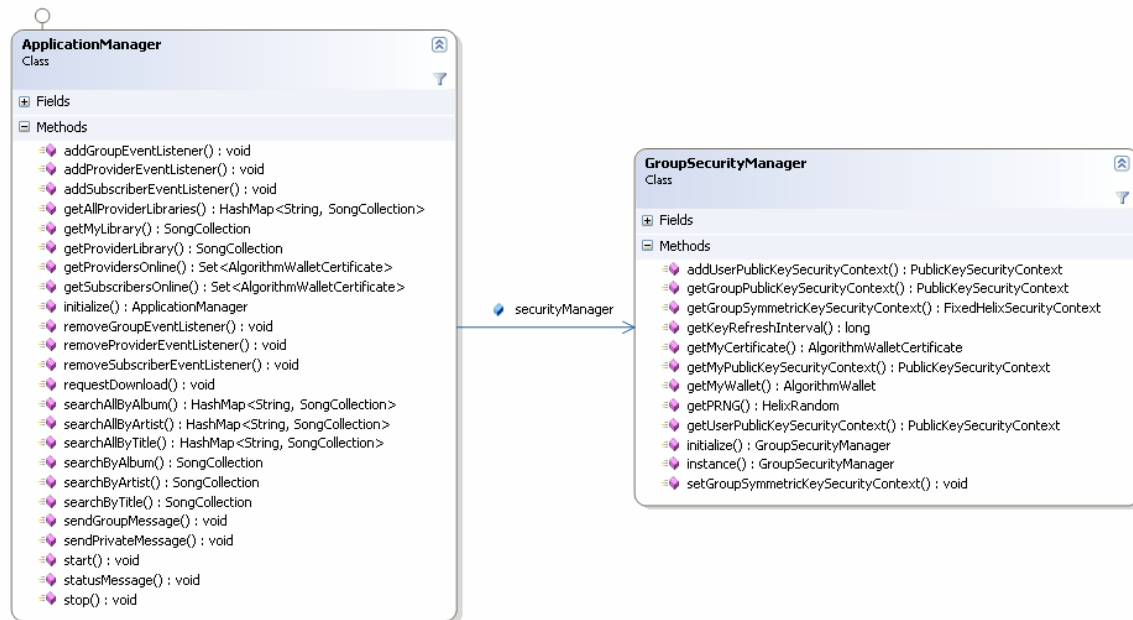 ApplicationManager
Class
Fields
Methods
addGroupEventListener() : void
addProviderEventListener() : void
addSubscriberEventListener() : void
getAllProviderLibraries() : HashMap<String, SongCollection>
getMyLibrary() : SongCollection
getProviderLibrary() : SongCollection
getProvidersOnline() : Set<AlgorithmWalletCertificate>
getSubscribersOnline() : Set<AlgorithmWalletCertificate>
initialize() : ApplicationManager
removeGroupEventListener() : void
removeProviderEventListener() : void
removeSubscriberEventListener() : void
requestDownload() : void
searchAllByAlbum() : HashMap<String, SongCollection>
searchAllByArtist() : HashMap<String, SongCollection>
searchAllByTitle() : HashMap<String, SongCollection>
searchByAlbum() : SongCollection
searchByArtist() : SongCollection
searchByTitle() : SongCollection
sendGroupMessage() : void
sendPrivateMessage() : void
start() : void
statusMessage() : void
stop() : void
securityManager
GroupSecurityManager
Class
Fields
Methods
addUserPublicKeySecurityContext() : PublicKeySecurityContext
getGroupPublicKeySecurityContext() : PublicKeySecurityContext
getGroupSymmetricKeySecurityContext() : FixedHelixSecurityContext
getKeyRefreshInterval() : long
getMyCertificate() : AlgorithmWalletCertificate
getMyPublicKeySecurityContext() : PublicKeySecurityContext
getMyWallet() : AlgorithmWallet
getPRNG() : HelixRandom
getUserPublicKeySecurityContext() : PublicKeySecurityContext
initialize() : GroupSecurityManager
instance() : GroupSecurityManager
setGroupSymmetricKeySecurityContext() : void